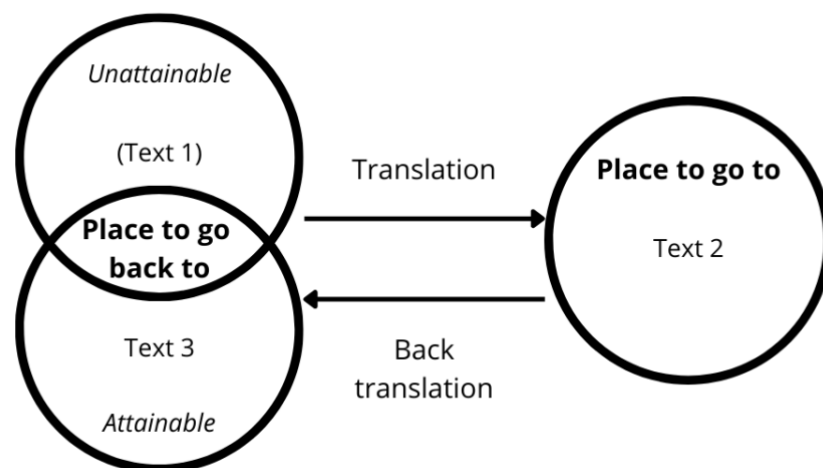 Unattainable
(Text 1)
Place to go
back to
Text 3
Attainable
Translation
Back
translation
Place to go to
Text 2